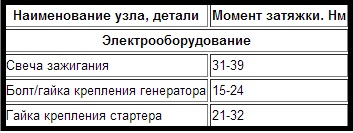 Наименование узла, детали Момент затяжки. Нм
Электрооборудование
Свеча зажигания 31-39
Болт/гайка крепления генератора 15-24
Гайка крепления стартера 21-32